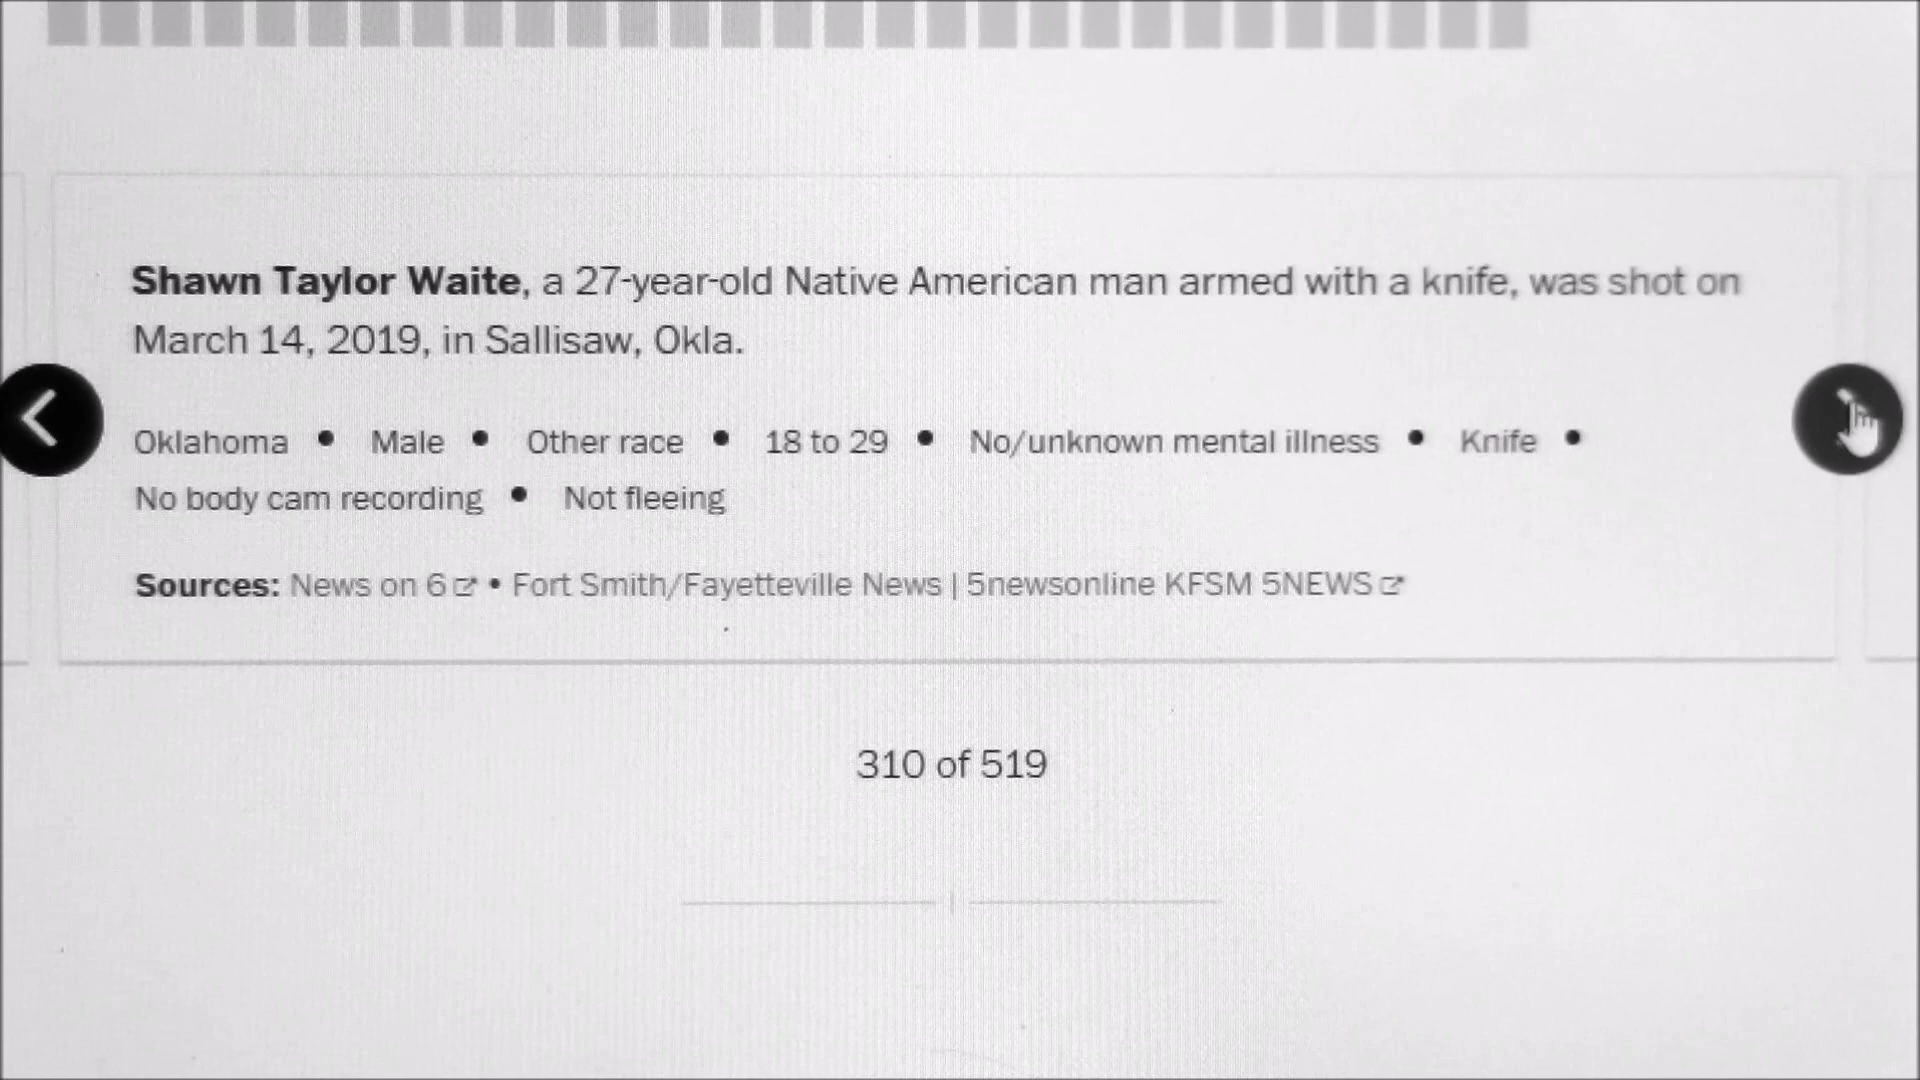 Shawn Taylor Waite, a 27-year-old Native American man armed with a knife, was shot on
March 14, 2019, in Sallisaw, Okla.
Oklahoma • Male • Other race • 18 to 29 • No/unknown mental illness • Knife •
No body cam recording • Not fleeing
Sources: News on 6 • Fort Smith/Fayetteville News | 5newsonline KFSM 5NEWS
310 of 519